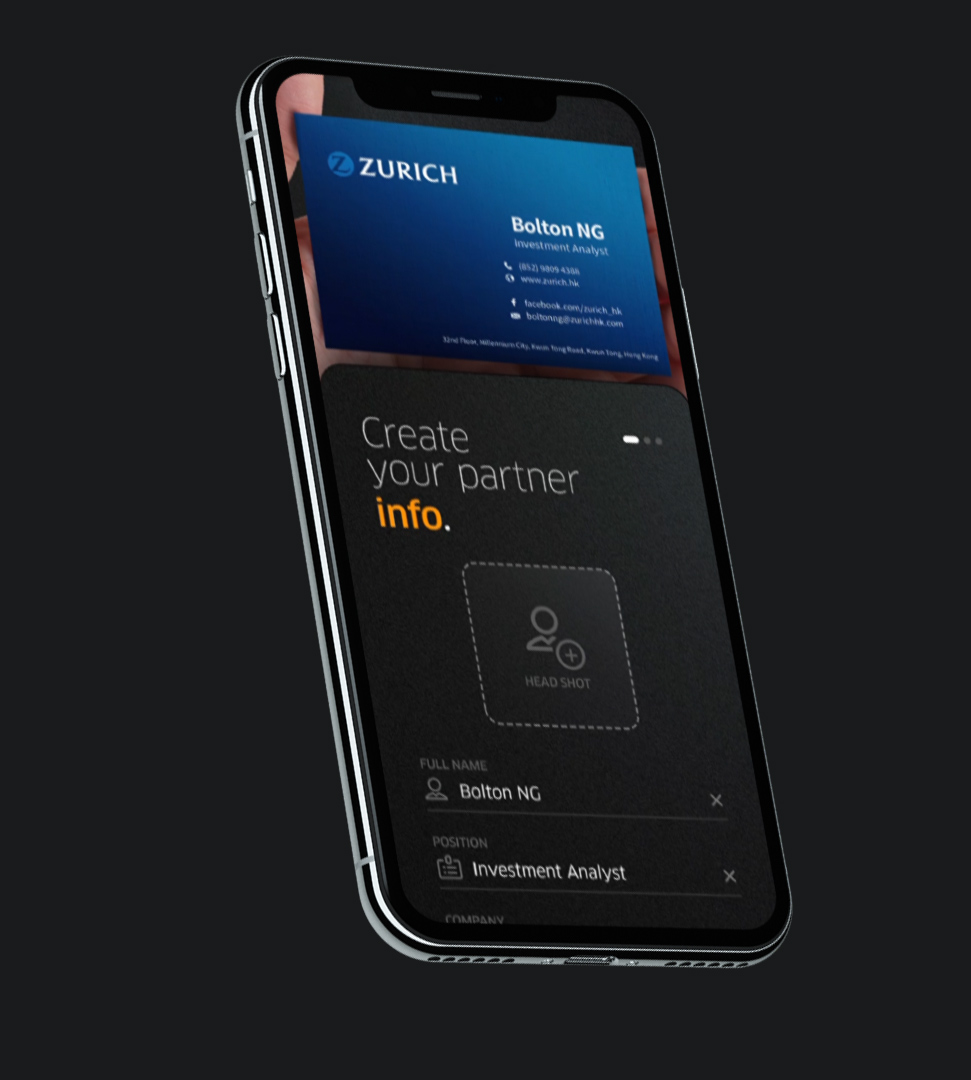 ZURICH
Bolton NG
Investment Analyst
(852) 9809 4388
www.zurich.hk
facebook.com/zurich_hk
boltonng@zurichhk.com
32nd Floor, Millennium City, Kwun Tong Road, Kwun Tong, Hong Kong
Create
your partner
info.
HEAD SHOT
FULL NAME
Bolton NG
POSITION
Investment Analyst
COMPANY